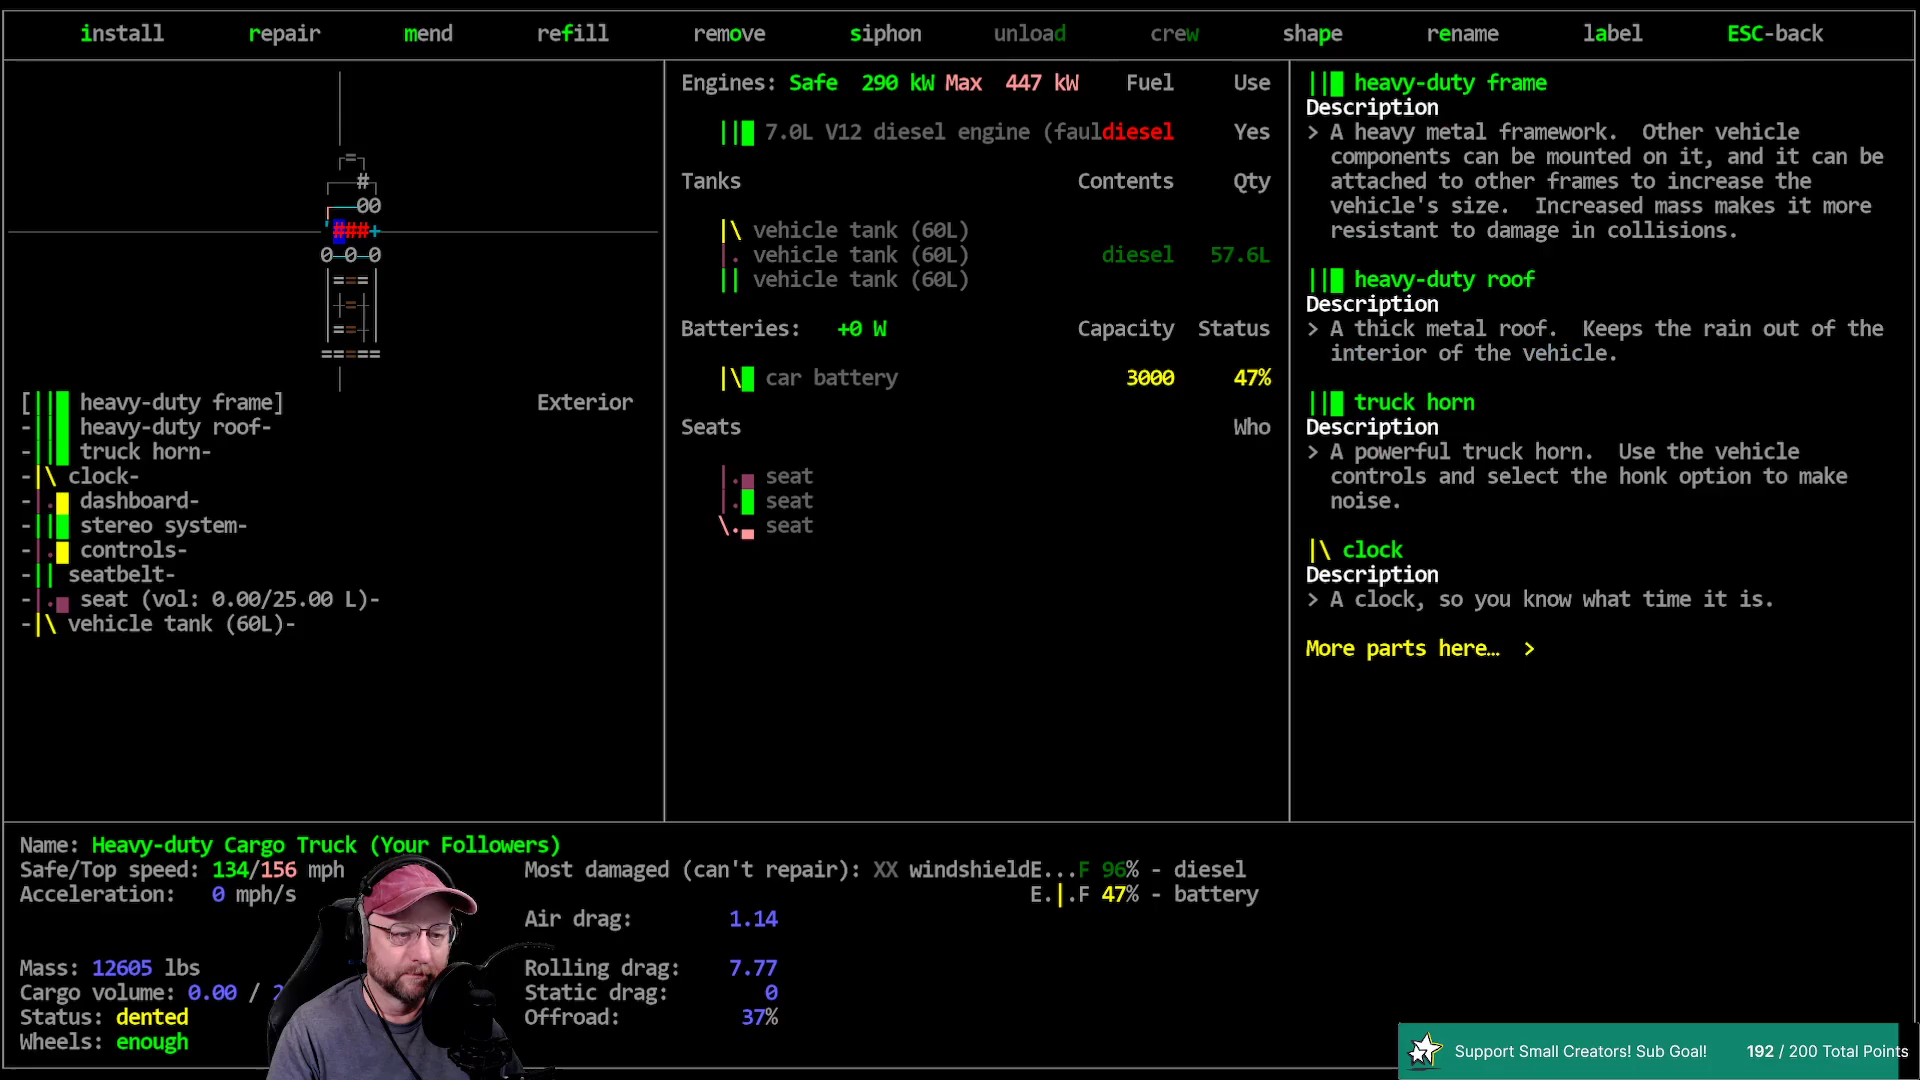 install repair mend refill remove siphon unload crew shape rename label ESC-back
Engines: Safe 290 kW Max 447 kW Fuel Use
||█ 7.0L V12 diesel engine (fauldiesel Yes
Tanks Contents Qty
|\ vehicle tank (60L)
|. vehicle tank (60L) diesel 57.6L
|| vehicle tank (60L)
Batteries: +0 W Capacity Status
|\█ car battery 3000 47%
Seats Who
|.▄ seat
|.█ seat
\.▂ seat
[||█ heavy-duty frame] Exterior
-||█ heavy-duty roof-
-||█ truck horn-
-|\ clock-
-|.█ dashboard-
-||█ stereo system-
-|.█ controls-
-|| seatbelt-
-|.▄ seat (vol: 0.00/25.00 L)-
-|\ vehicle tank (60L)-
||█ heavy-duty frame
Description
> A heavy metal framework.  Other vehicle
components can be mounted on it, and it can be
attached to other frames to increase the
vehicle's size.  Increased mass makes it more
resistant to damage in collisions.
||█ heavy-duty roof
Description
> A thick metal roof.  Keeps the rain out of the
interior of the vehicle.
||█ truck horn
Description
> A powerful truck horn.  Use the vehicle
controls and select the honk option to make
noise.
|\ clock
Description
> A clock, so you know what time it is.
More parts here… >
Name: Heavy-duty Cargo Truck (Your Followers)
Safe/Top speed: 134/156 mph
Acceleration: 0 mph/s
Mass: 12605 lbs
Cargo volume: 0.00 /
Status: dented
Wheels: enough
Most damaged (can't repair): XX windshieldE...F 96% - diesel
E.|.F 47% - battery
Air drag: 1.14
Rolling drag: 7.77
Static drag: 0
Offroad: 37%
Support Small Creators! Sub Goal! 192 / 200 Total Points